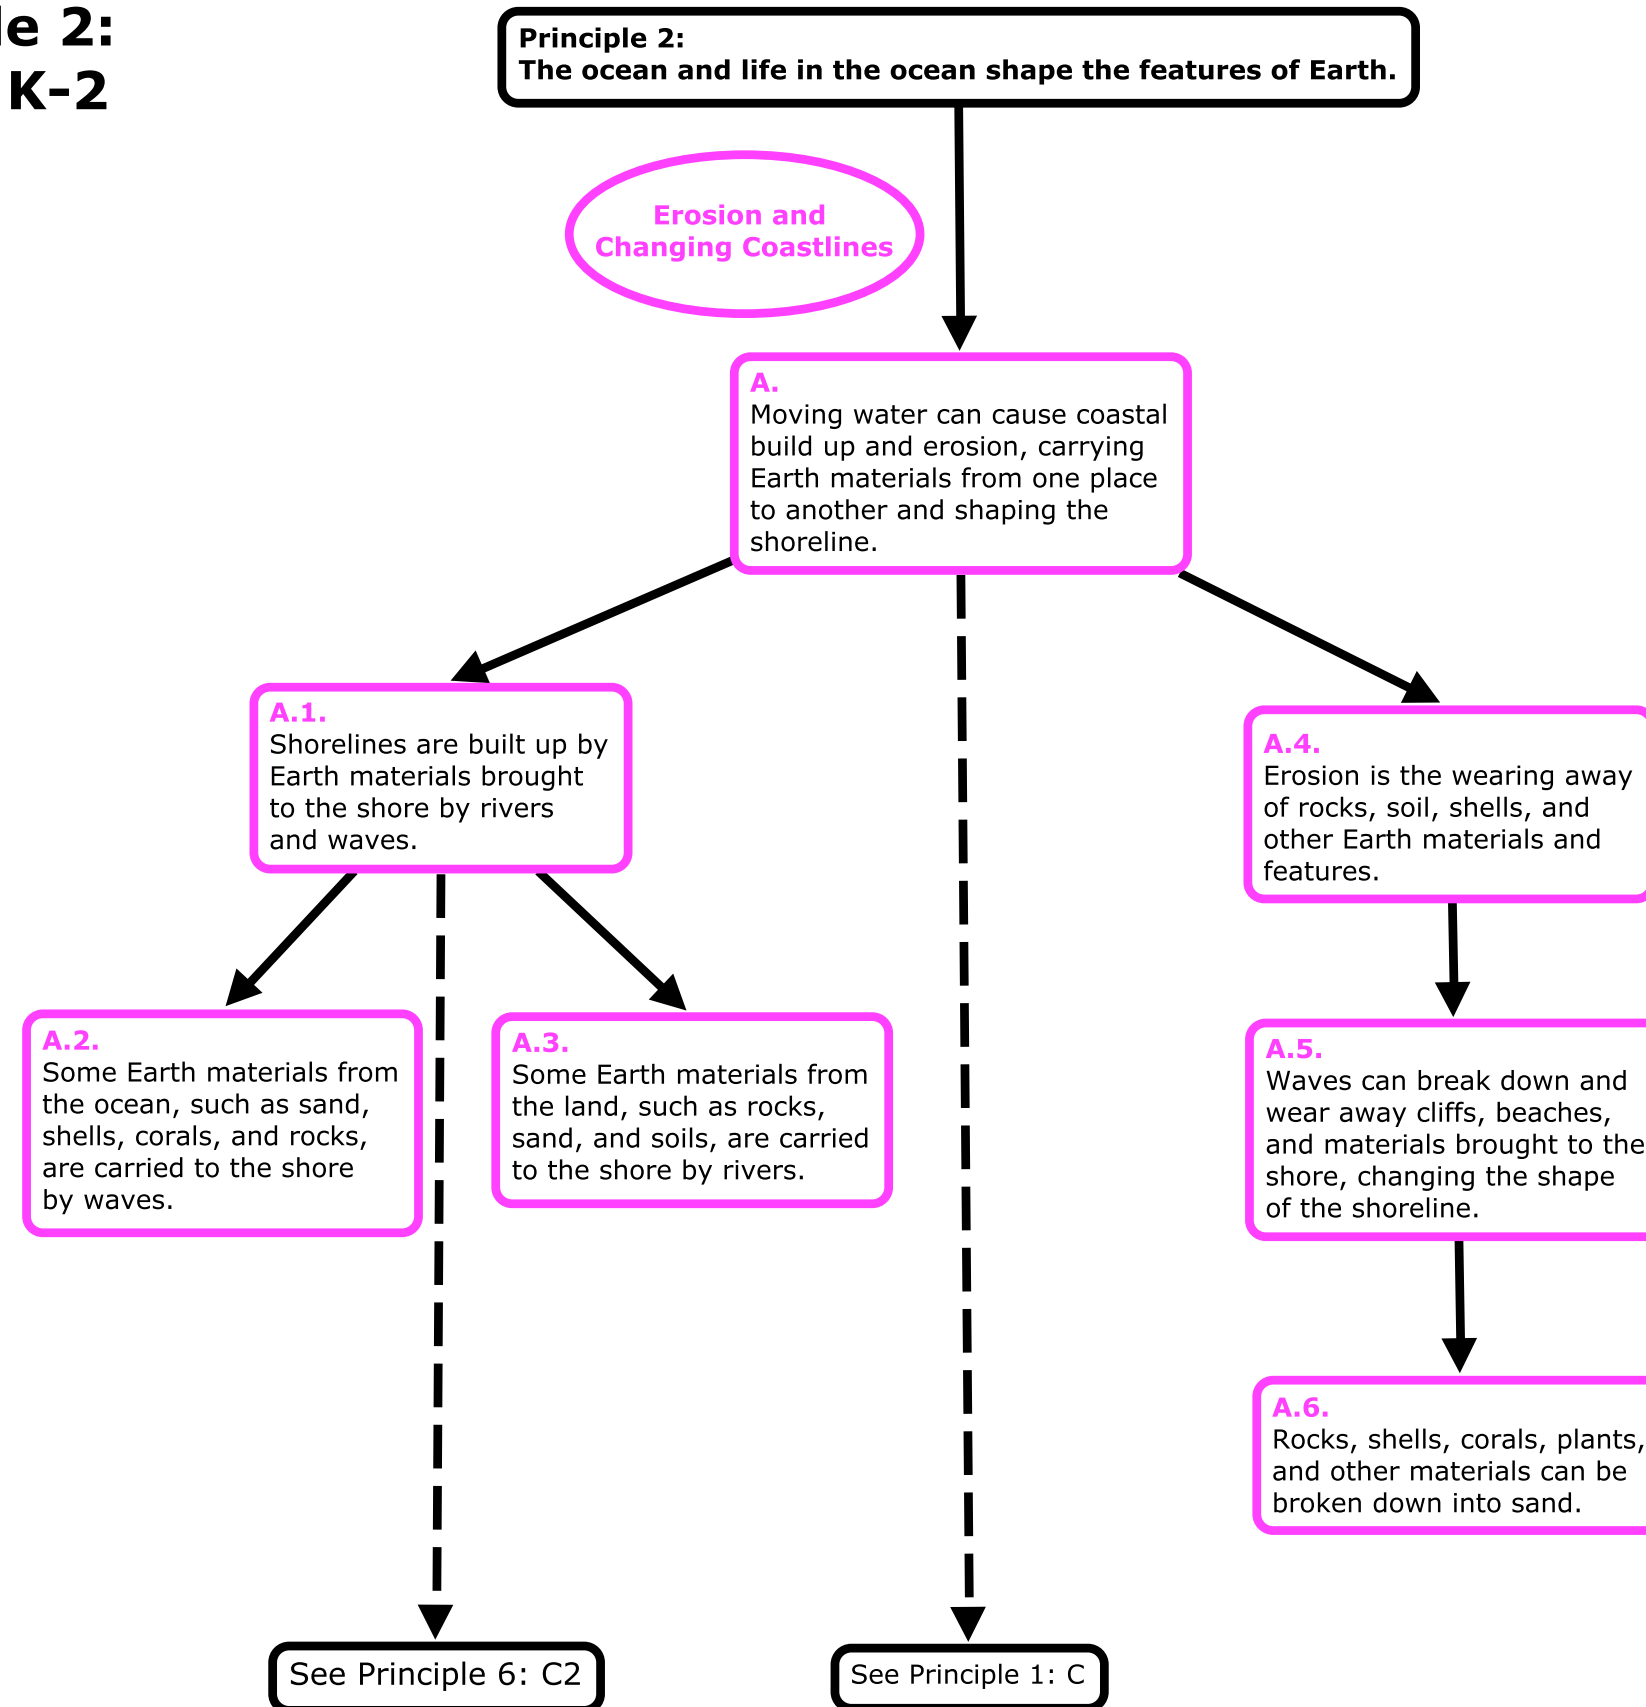 le 2:
K–2
Principle 2:
The ocean and life in the ocean shape the features of Earth.
Erosion and
Changing Coastlines
A.
Moving water can cause coastal
build up and erosion, carrying
Earth materials from one place
to another and shaping the
shoreline.
A.1.
Shorelines are built up by
Earth materials brought
to the shore by rivers
and waves.
A.4.
Erosion is the wearing away
of rocks, soil, shells, and
other Earth materials and
features.
A.2.
Some Earth materials from
the ocean, such as sand,
shells, corals, and rocks,
are carried to the shore
by waves.
A.3.
Some Earth materials from
the land, such as rocks,
sand, and soils, are carried
to the shore by rivers.
A.5.
Waves can break down and
wear away cliffs, beaches,
and materials brought to the
shore, changing the shape
of the shoreline.
A.6.
Rocks, shells, corals, plants,
and other materials can be
broken down into sand.
See Principle 6: C2
See Principle 1: C